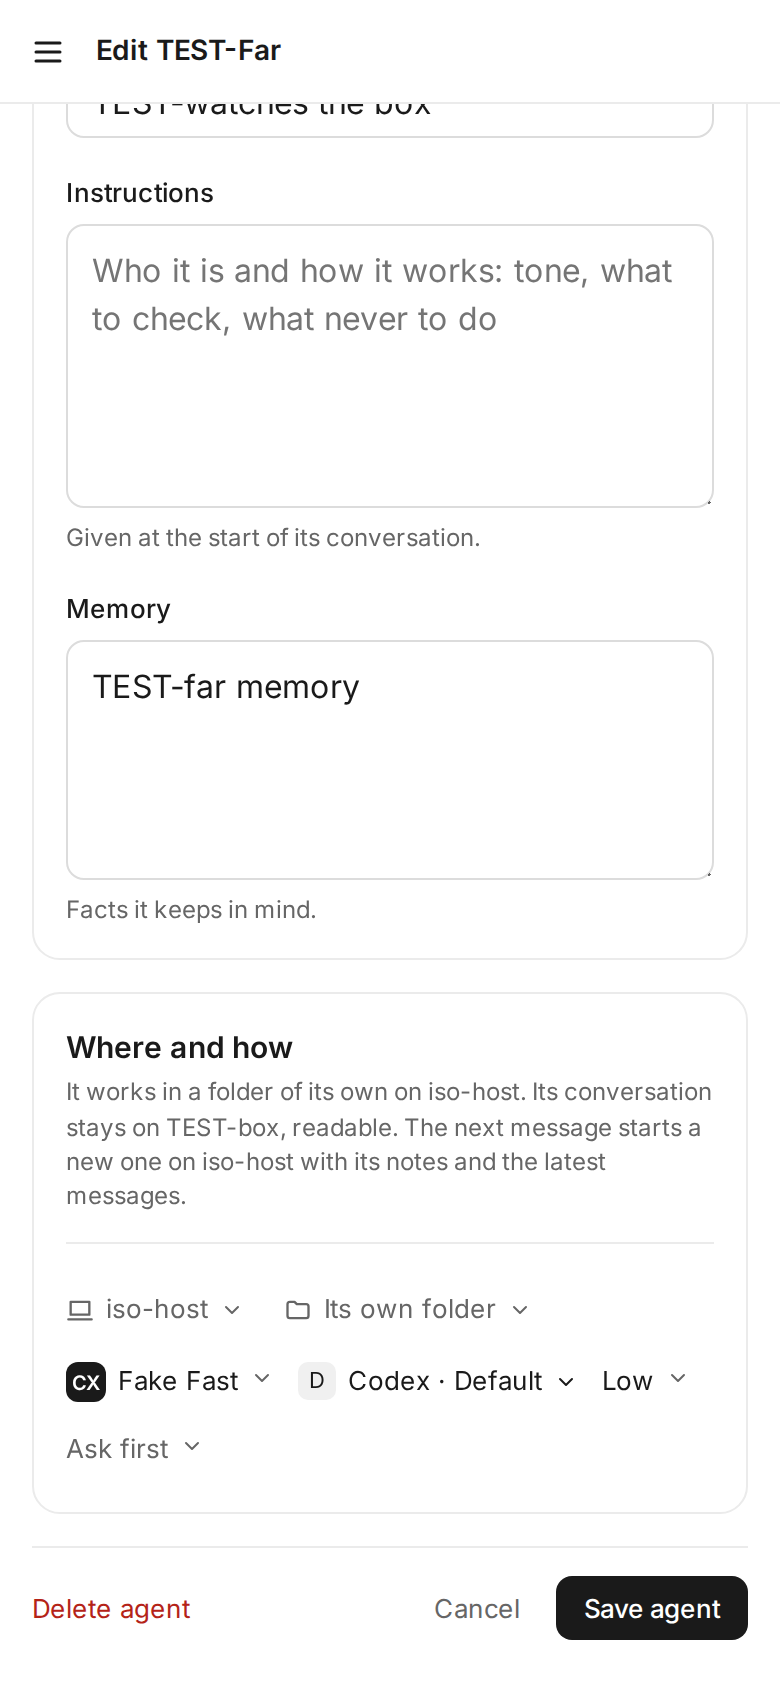 Edit TEST-Far
TEST-watches the box
Instructions
Who it is and how it works: tone, what
to check, what never to do
Given at the start of its conversation.
Memory
TEST-far memory
Facts it keeps in mind.
Where and how
It works in a folder of its own on iso-host. Its conversation
stays on TEST-box, readable. The next message starts a
new one on iso-host with its notes and the latest
messages.
iso-host Its own folder
CX Fake Fast D Codex · Default Low
Ask first
Delete agent Cancel Save agent